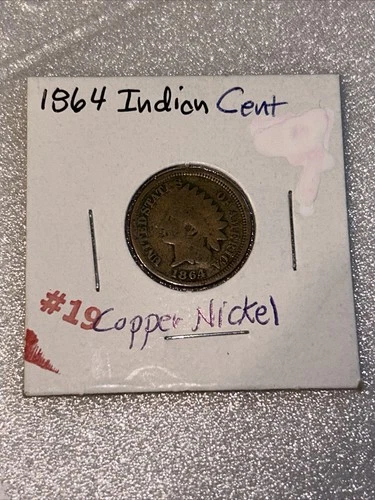 1864 Indian Cent
UNITED STATES OF AMERICA
1864
#19 Copper Nickel